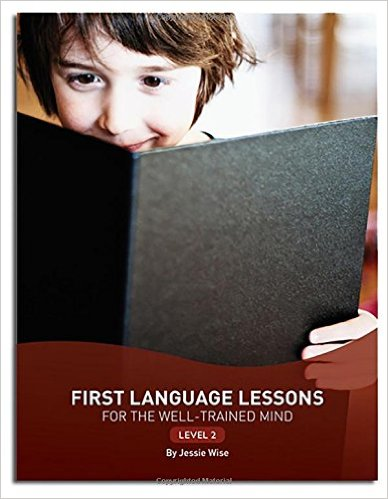 FIRST LANGUAGE LESSONS
FOR THE WELL-TRAINED MIND
LEVEL 2
By Jessie Wise